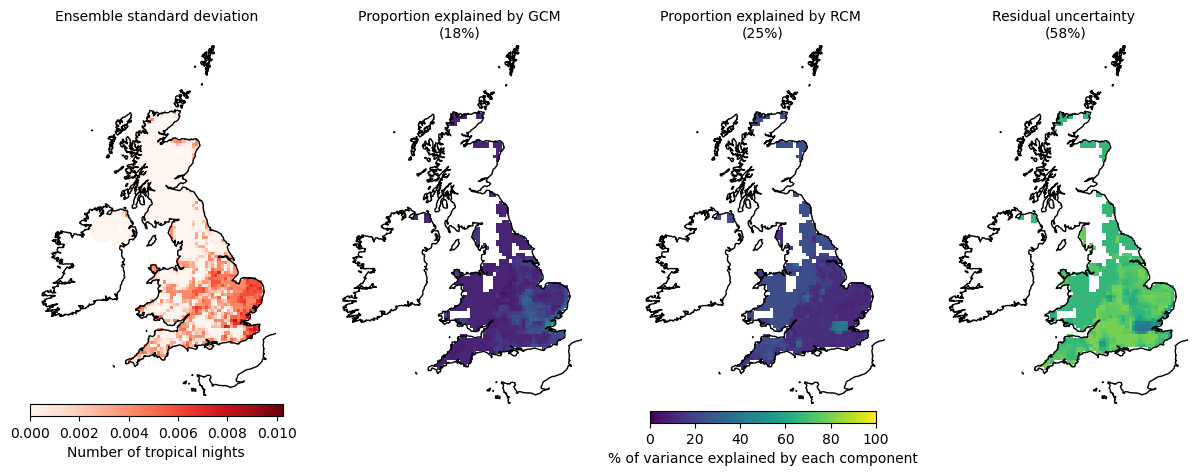 Ensemble standard deviation
Proportion explained by GCM
(18%)
Proportion explained by RCM
(25%)
Residual uncertainty
(58%)
0.000 0.002 0.004 0.006 0.008 0.010
Number of tropical nights
0 20 40 60 80 100
% of variance explained by each component